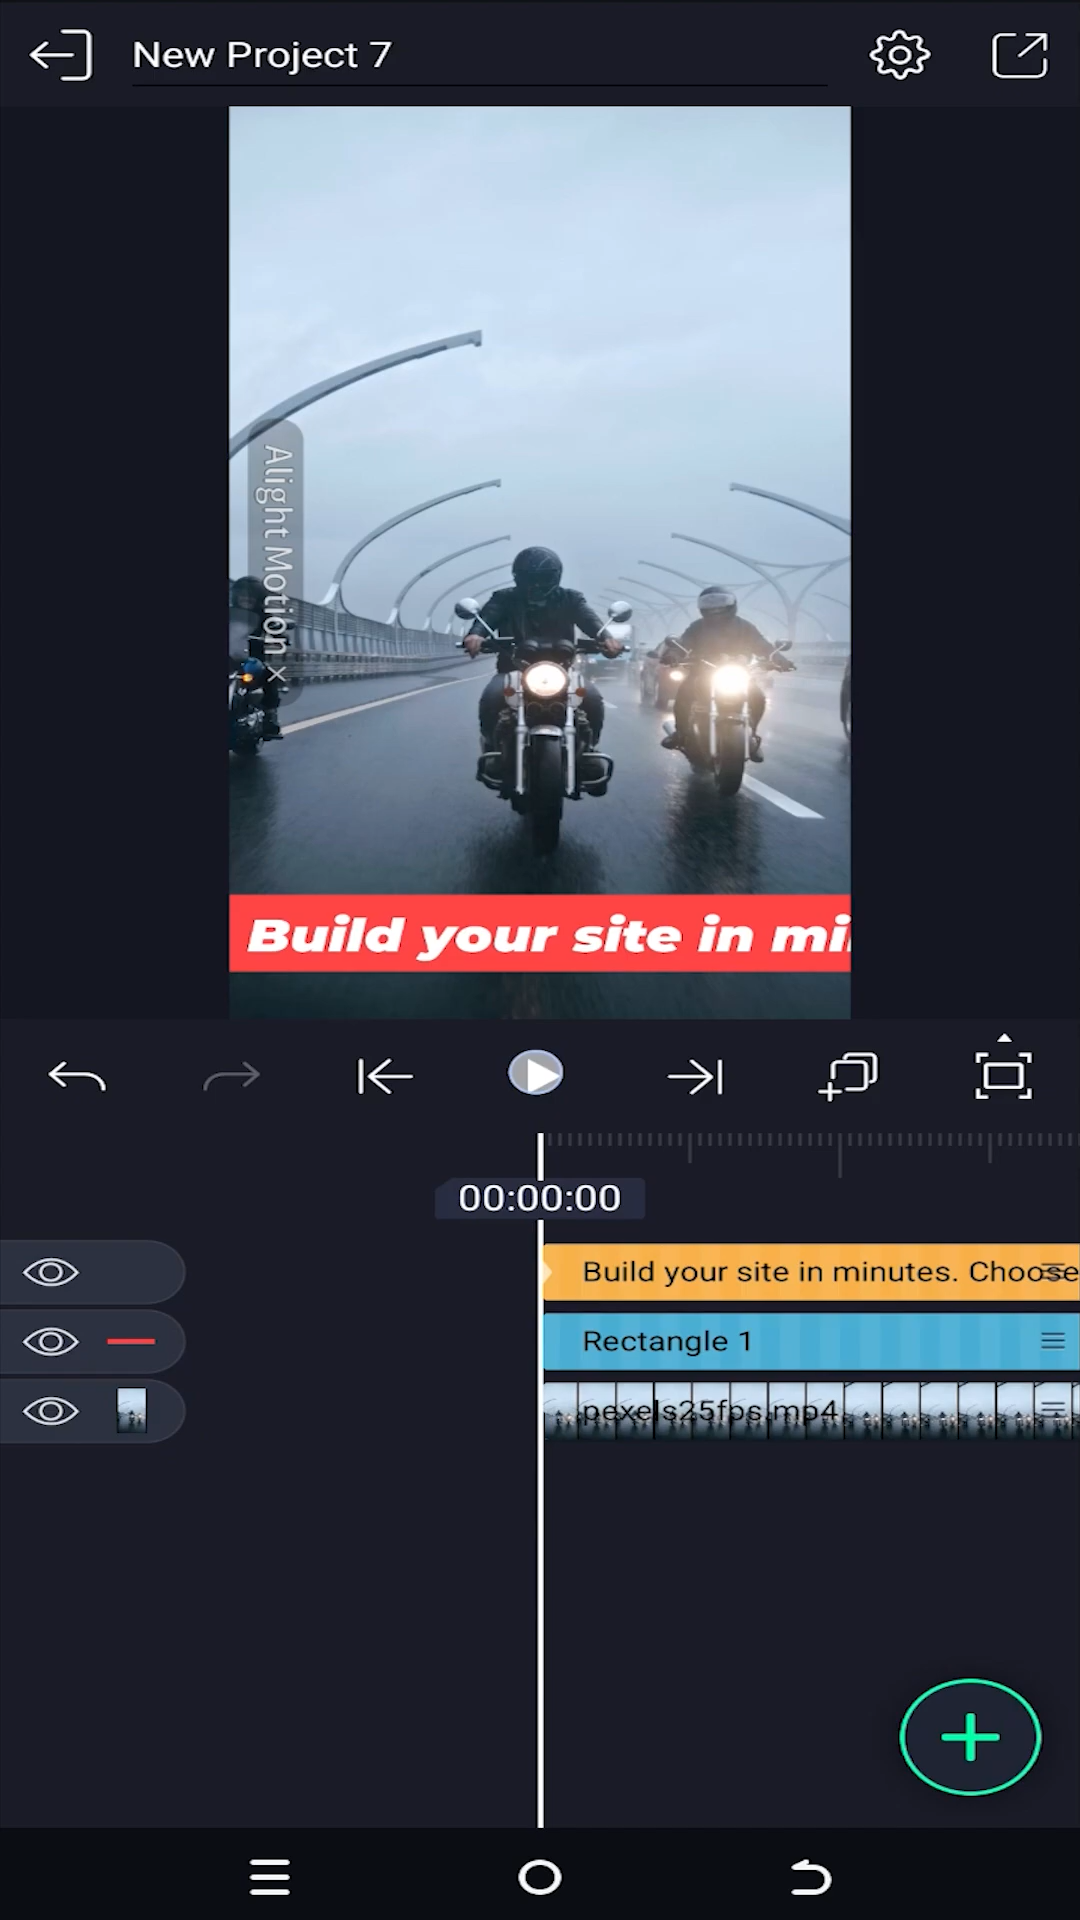 New Project 7
Alight Motion ×
Build your site in mi
00:00:00
Build your site in minutes. Choose
Rectangle 1
pexels25fps.mp4